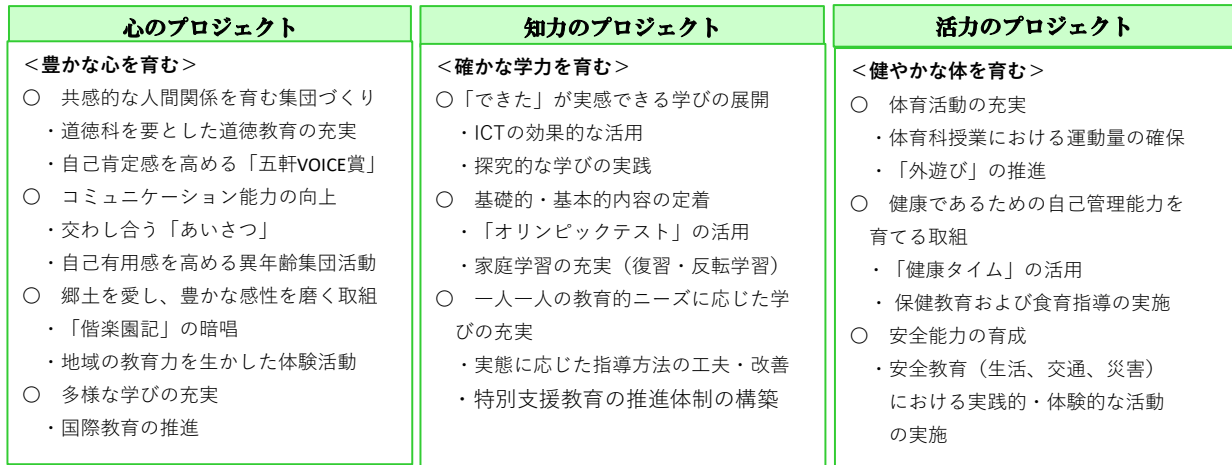 心のプロジェクト
<豊かな心を育む>
○ 共感的な人間関係を育む集団づくり
・道徳科を要とした道徳教育の充実
・自己肯定感を高める「五軒VOICE賞」
○ コミュニケーション能力の向上
・交わし合う「あいさつ」
・自己有用感を高める異年齢集団活動
○ 郷土を愛し、豊かな感性を磨く取組
・「偕楽園記」の暗唱
・地域の教育力を生かした体験活動
○ 多様な学びの充実
・国際教育の推進
知力のプロジェクト
<確かな学力を育む>
○「できた」が実感できる学びの展開
・ICTの効果的な活用
・探究的な学びの実践
○ 基礎的・基本的内容の定着
・「オリンピックテスト」の活用
・家庭学習の充実（復習・反転学習）
○ 一人一人の教育的ニーズに応じた学
びの充実
・実態に応じた指導方法の工夫・改善
・特別支援教育の推進体制の構築
活力のプロジェクト
<健やかな体を育む>
○ 体育活動の充実
・体育科授業における運動量の確保
・「外遊び」の推進
○ 健康であるための自己管理能力を
育てる取組
・「健康タイム」の活用
・ 保健教育および食育指導の実施
○ 安全能力の育成
・安全教育（生活、交通、災害）
における実践的・体験的な活動
の実施